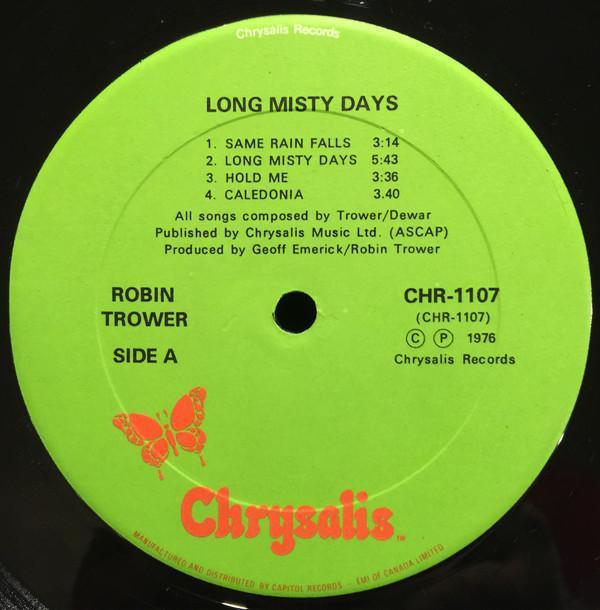 Chrysalis Records
LONG MISTY DAYS
1. SAME RAIN FALLS 3:14
2. LONG MISTY DAYS 5:43
3. HOLD ME 3:36
4. CALEDONIA 3.40
All songs composed by Trower/Dewar
Published by Chrysalis Music Ltd. (ASCAP)
Produced by Geoff Emerick/Robin Trower
ROBIN
TROWER
SIDE A
CHR-1107
(CHR-1107)
Ⓒ Ⓟ 1976
Chrysalis Records
Chrysalis™
MANUFACTURED AND DISTRIBUTED BY CAPITOL RECORDS – EMI OF CANADA LIMITED